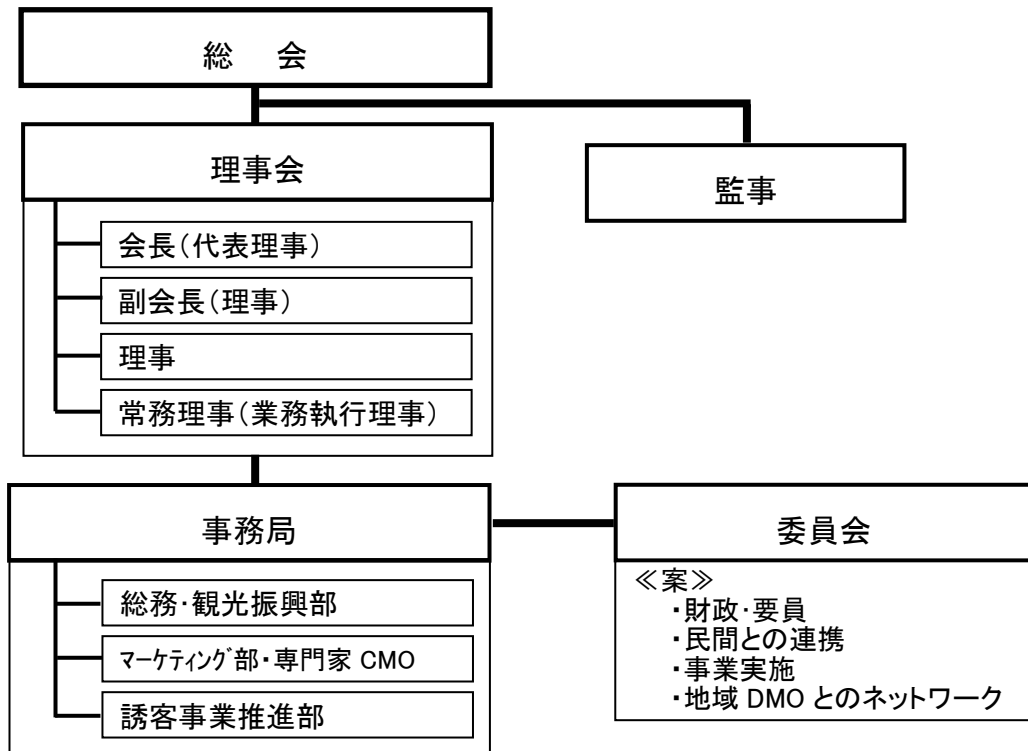 総　会
理事会
監事
会長（代表理事）
副会長（理事）
理事
常務理事（業務執行理事）
事務局
総務・観光振興部
ﾏｰｹﾃｨﾝｸﾞ部・専門家 CMO
誘客事業推進部
委員会
≪案≫
・財政・要員
・民間との連携
・事業実施
・地域 DMO とのネットワーク